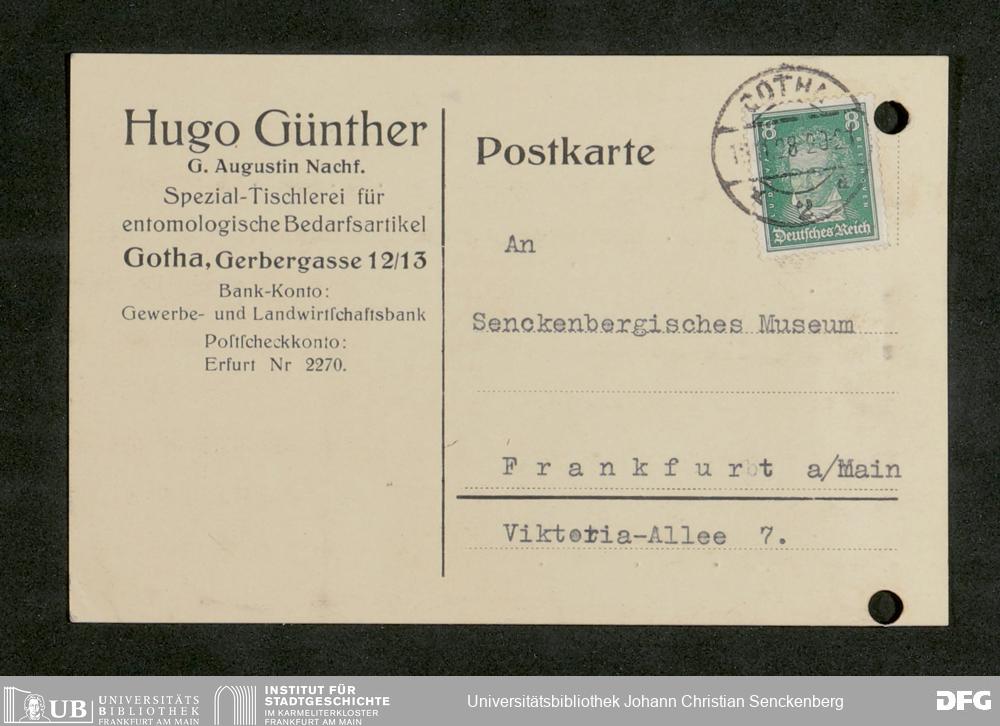 Hugo Günther
G. Augustin Nachf.
Spezial-Tischlerei für
entomologische Bedarfsartikel
Gotha, Gerbergasse 12/13
Bank-Konto:
Gewerbe- und Landwirtſchaftsbank
Poſtſcheckkonto:
Erfurt Nr 2270.
Postkarte
GOTHA
8 8
Deutſches Reich
An
Senckenbergisches Museum
Frankfurt a/Main
Viktoria-Allee 7.
UB UNIVERSITÄTS
BIBLIOTHEK
FRANKFURT AM MAIN
INSTITUT FÜR
STADTGESCHICHTE
IM KARMELITERKLOSTER
FRANKFURT AM MAIN
Universitätsbibliothek Johann Christian Senckenberg
DFG